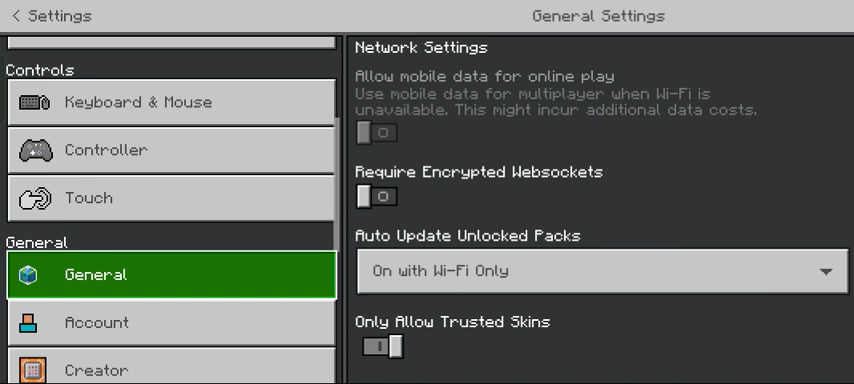 Settings
General Settings
Controls
Keyboard & Mouse
Controller
Touch
General
General
Account
Creator
Network Settings
Allow mobile data for online play
Use mobile data for multiplayer when Wi-Fi is
unavailable. This might incur additional data costs.
Require Encrypted Websockets
Auto Update Unlocked Packs
On with Wi-Fi Only
Only Allow Trusted Skins